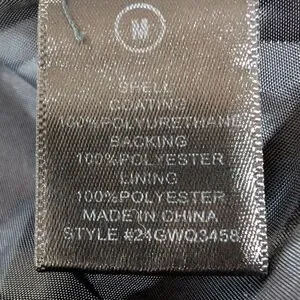 M
SHELL
COATING
100%POLYURETHANE
BACKING
100%POLYESTER
LINING
100%POLYESTER
MADE IN CHINA
STYLE #24GWQ3458